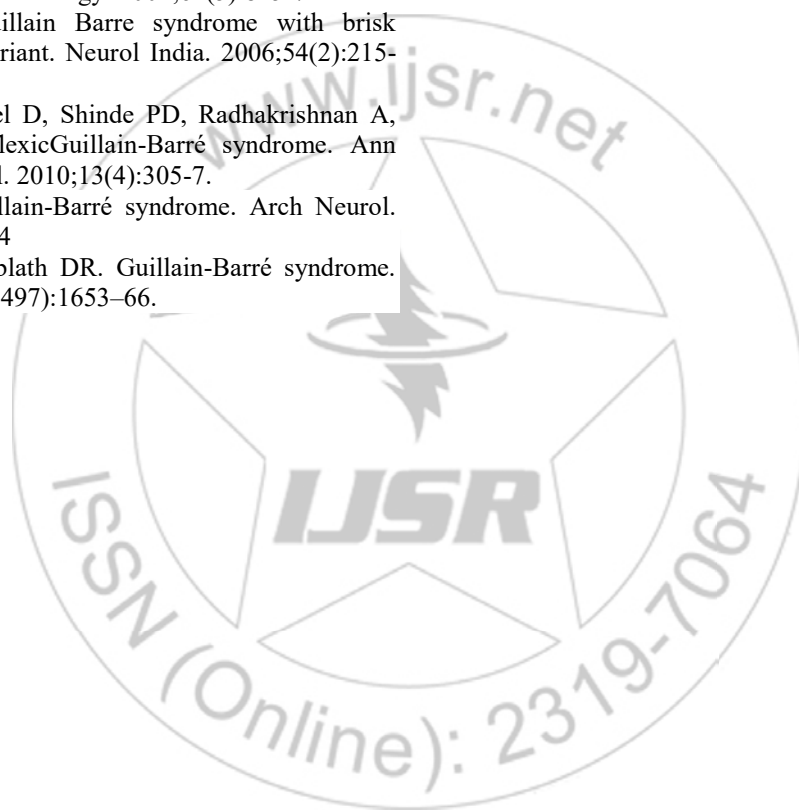 uillain Barre syndrome with brisk
riant. Neurol India. 2006;54(2):215-
el D, Shinde PD, Radhakrishnan A,
lexicGuillain-Barré syndrome. Ann
. 2010;13(4):305-7.
llain-Barré syndrome. Arch Neurol.
4
blath DR. Guillain-Barré syndrome.
497):1653–66.
www.ijsr.net
IJSR
ISSN (Online): 2319-7064